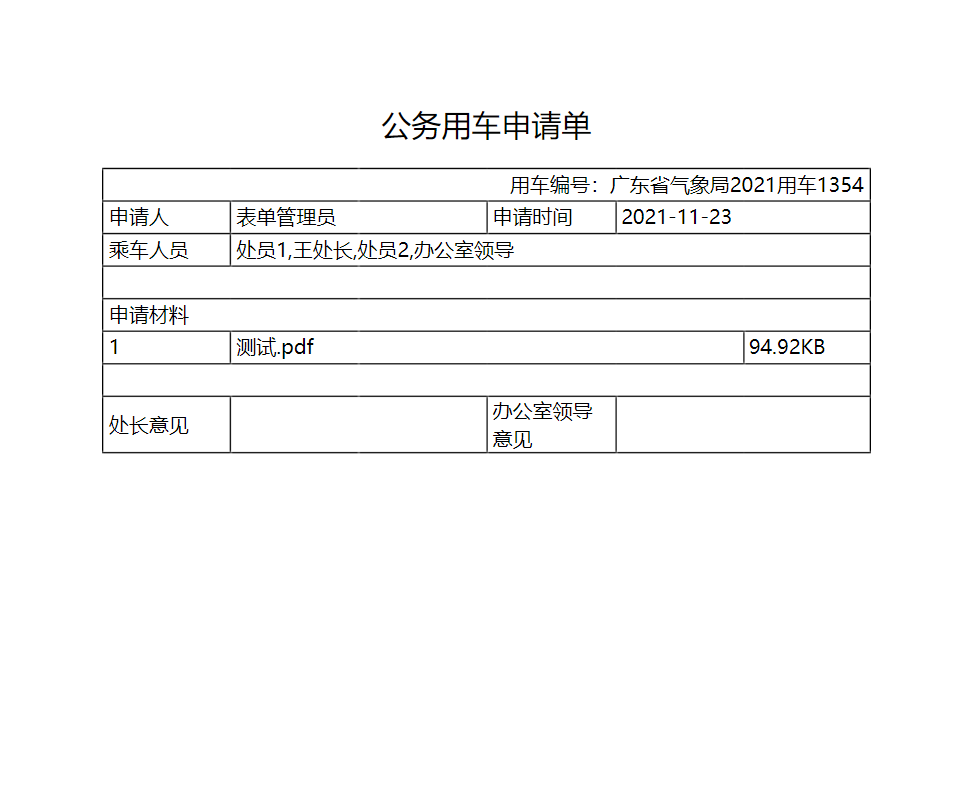 公务用车申请单
用车编号：广东省气象局2021用车1354
申请人 表单管理员 申请时间 2021-11-23
乘车人员 处员1,王处长,处员2,办公室领导
申请材料
1 测试.pdf 94.92KB
处长意见 办公室领导
意见